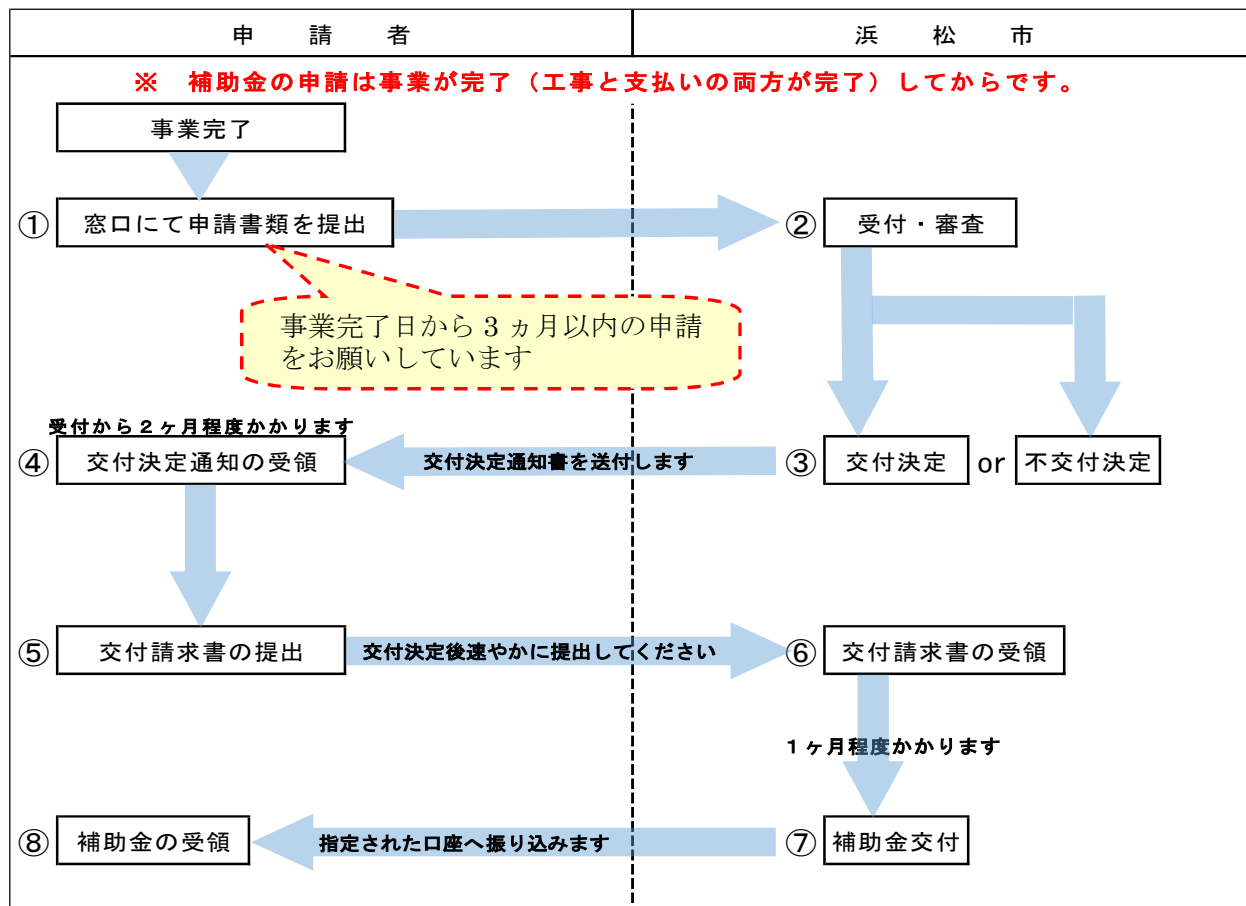 申請者
浜松市
※ 補助金の申請は事業が完了（工事と支払いの両方が完了）してからです。
事業完了
① 窓口にて申請書類を提出
② 受付・審査
事業完了日から3ヵ月以内の申請
をお願いしています
受付から２ヶ月程度かかります
④ 交付決定通知の受領
交付決定通知書を送付します
③ 交付決定 or 不交付決定
⑤ 交付請求書の提出
交付決定後速やかに提出してください
⑥ 交付請求書の受領
１ヶ月程度かかります
⑧ 補助金の受領
指定された口座へ振り込みます
⑦ 補助金交付